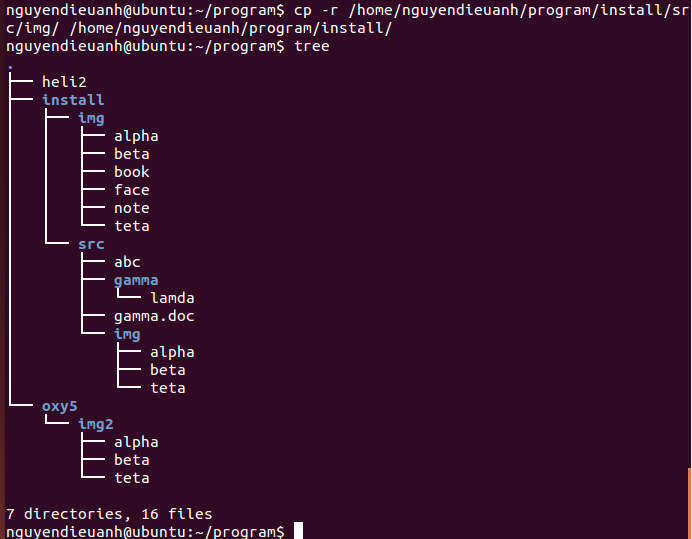 nguyendieuanh@ubuntu:~/program$ cp -r /home/nguyendieuanh/program/install/sr
c/img/ /home/nguyendieuanh/program/install/
nguyendieuanh@ubuntu:~/program$ tree
.
├── heli2
├── install
│   ├── img
│   │   ├── alpha
│   │   ├── beta
│   │   ├── book
│   │   ├── face
│   │   ├── note
│   │   └── teta
│   └── src
│       ├── abc
│       ├── gamma
│       │   └── lamda
│       ├── gamma.doc
│       └── img
│           ├── alpha
│           ├── beta
│           └── teta
└── oxy5
    └── img2
        ├── alpha
        ├── beta
        └── teta

7 directories, 16 files
nguyendieuanh@ubuntu:~/program$